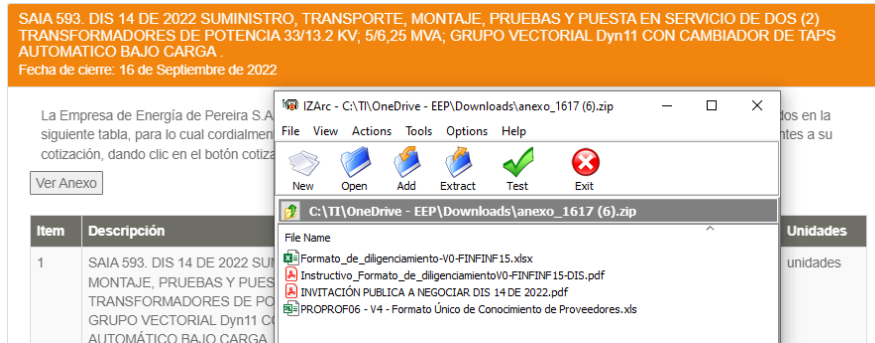 SAIA 593. DIS 14 DE 2022 SUMINISTRO, TRANSPORTE, MONTAJE, PRUEBAS Y PUESTA EN SERVICIO DE DOS (2)
TRANSFORMADORES DE POTENCIA 33/13.2 KV; 5/6,25 MVA; GRUPO VECTORIAL Dyn11 CON CAMBIADOR DE TAPS
AUTOMATICO BAJO CARGA .
Fecha de cierre: 16 de Septiembre de 2022
La Empresa de Energía de Pereira S.A
dos en la
siguiente tabla, para lo cual cordialmen
ntes a su
cotización, dando clic en el botón cotiza
Ver Anexo
Item Descripción Unidades
1 SAIA 593. DIS 14 DE 2022 SUM unidades
MONTAJE, PRUEBAS Y PUES
TRANSFORMADORES DE PO
GRUPO VECTORIAL Dyn11 C
AUTOMÁTICO BAJO CARGA
IZArc - C:\TI\OneDrive - EEP\Downloads\anexo_1617 (6).zip
File View Actions Tools Options Help
New Open Add Extract Test Exit
C:\TI\OneDrive - EEP\Downloads\anexo_1617 (6).zip
File Name
Formato_de_diligenciamiento-V0-FINFINF15.xlsx
Instructivo_Formato_de_diligenciamientoV0-FINFINF15-DIS.pdf
INVITACIÓN PUBLICA A NEGOCIAR DIS 14 DE 2022.pdf
PROPROF06 - V4 - Formato Único de Conocimiento de Proveedores.xls